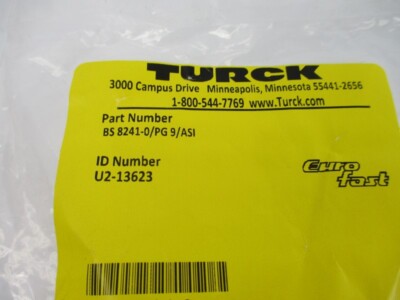 TURCK
3000 Campus Drive Minneapolis, Minnesota 55441-2656
1-800-544-7769 www.Turck.com
Part Number
BS 8241-0/PG 9/ASI
ID Number
U2-13623
Euro
fast